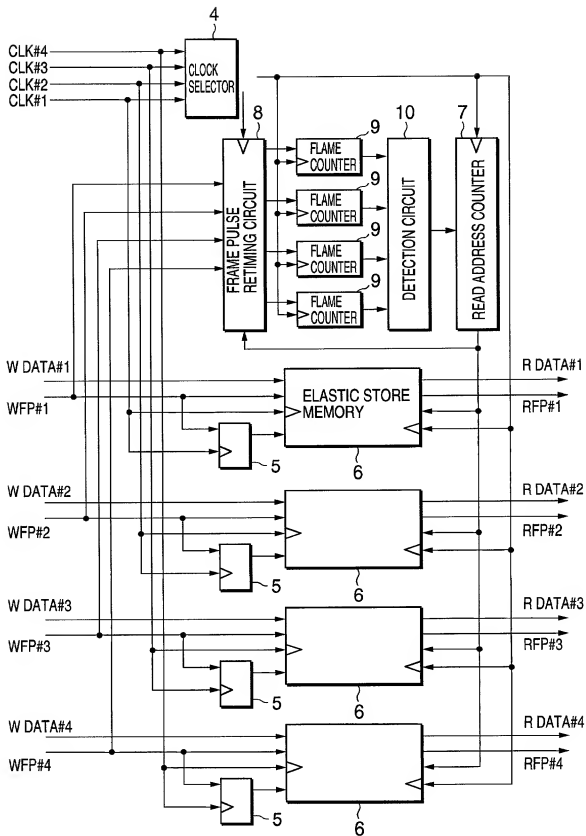 4
CLK#4
CLK#3
CLK#2
CLK#1
CLOCK
SELECTOR
8
9
10
7
FRAME PULSE
RETIMING CIRCUIT
FLAME
COUNTER
9
FLAME
COUNTER
9
FLAME
COUNTER
9
FLAME
COUNTER
DETECTION CIRCUIT
READ ADDRESS COUNTER
W DATA#1
WFP#1
ELASTIC STORE
MEMORY
R DATA#1
RFP#1
5
6
W DATA#2
WFP#2
R DATA#2
RFP#2
5
6
W DATA#3
WFP#3
R DATA#3
RFP#3
5
6
W DATA#4
WFP#4
R DATA#4
RFP#4
5
6